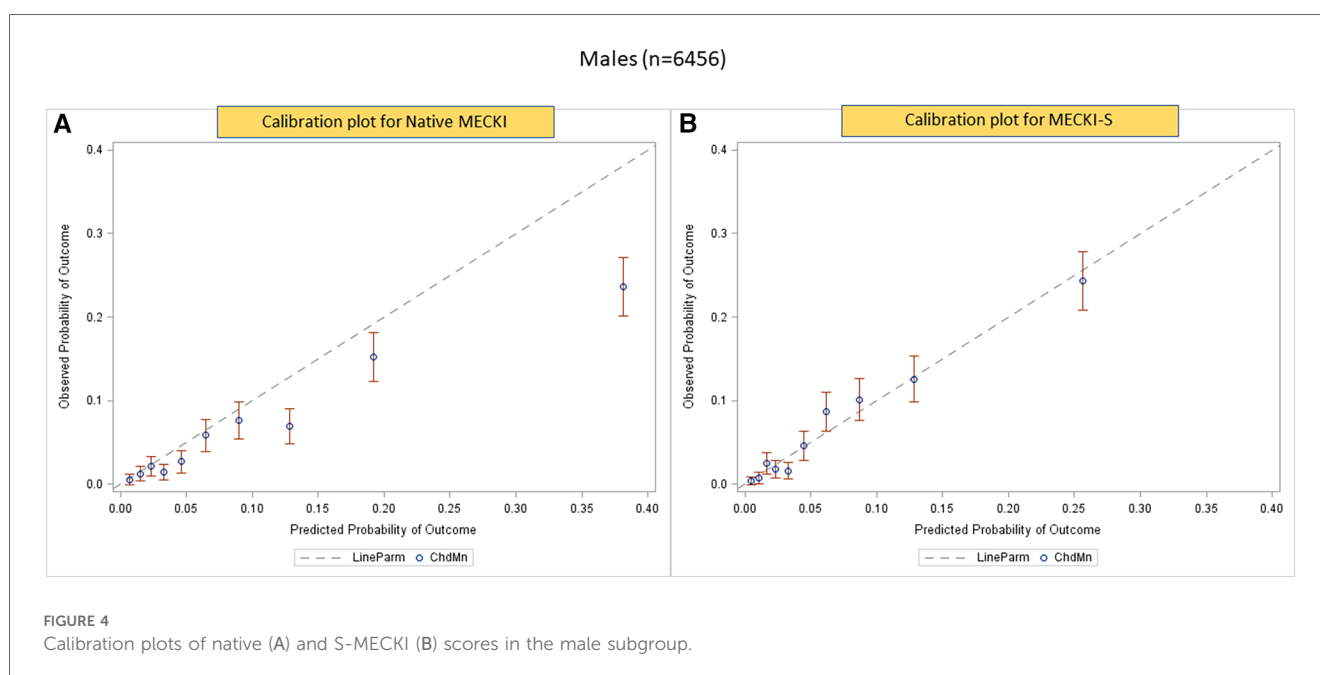 Males (n=6456)
A
Calibration plot for Native MECKI
0.4
0.3
0.2
0.1
0.0
Observed Probability of Outcome
0.00 0.05 0.10 0.15 0.20 0.25 0.30 0.35 0.40
Predicted Probability of Outcome
LineParm ChdMn
B
Calibration plot for MECKI-S
0.4
0.3
0.2
0.1
0.0
Observed Probability of Outcome
0.00 0.05 0.10 0.15 0.20 0.25 0.30 0.35 0.40
Predicted Probability of Outcome
LineParm ChdMn
FIGURE 4
Calibration plots of native (A) and S-MECKI (B) scores in the male subgroup.